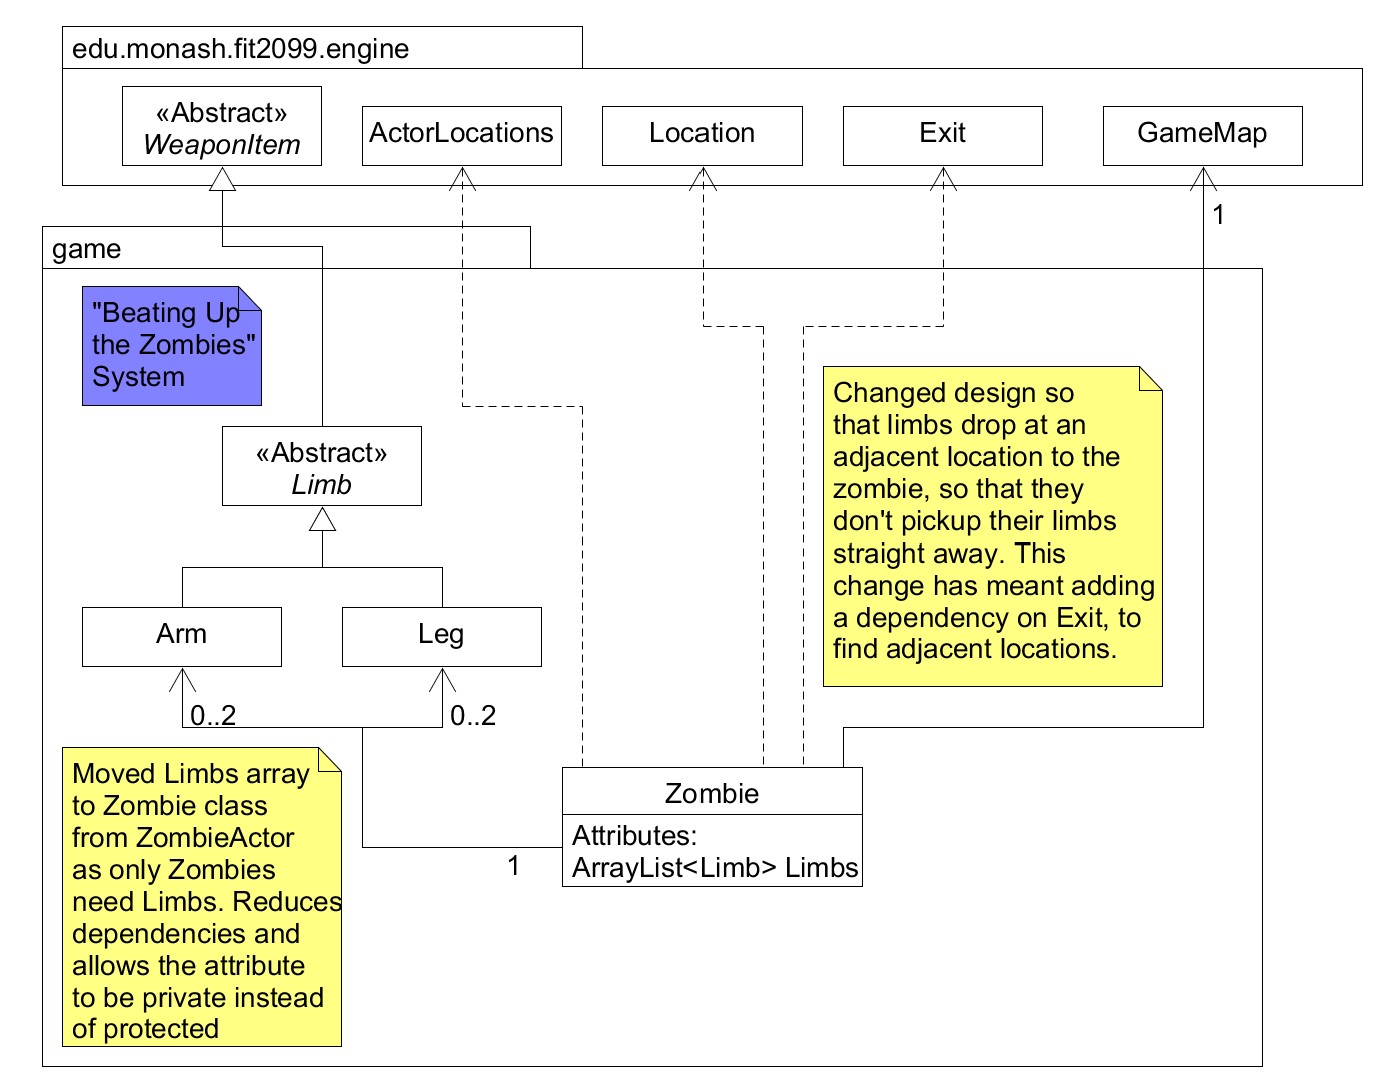 edu.monash.fit2099.engine
«Abstract»
WeaponItem
ActorLocations
Location
Exit
GameMap
1
game
"Beating Up
the Zombies"
System
«Abstract»
Limb
Changed design so
that limbs drop at an
adjacent location to the
zombie, so that they
don't pickup their limbs
straight away. This
change has meant adding
a dependency on Exit, to
find adjacent locations.
Arm
Leg
0..2
0..2
Moved Limbs array
to Zombie class
from ZombieActor
as only Zombies
need Limbs. Reduces
dependencies and
allows the attribute
to be private instead
of protected
Zombie
Attributes:
ArrayList<Limb> Limbs
1